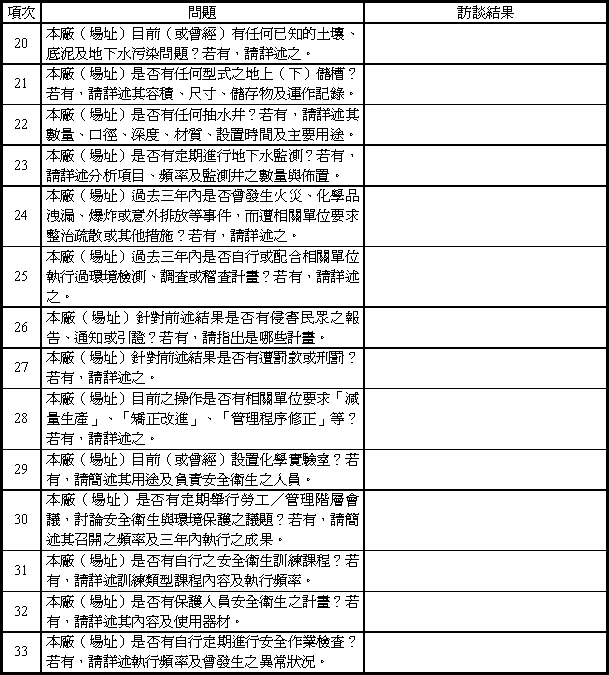 項次 問題 訪談結果
20 本廠（場址）目前（或曾經）有任何已知的土壤、
底泥及地下水污染問題？若有，請詳述之。
21 本廠（場址）是否有任何型式之地上（下）儲槽？
若有，請詳述其容積、尺寸、儲存物及運作記錄。
22 本廠（場址）是否有任何抽水井？若有，請詳述其
數量、口徑、深度、材質、設置時間及主要用途。
23 本廠（場址）是否有定期進行地下水監測？若有，
請詳述分析項目、頻率及監測井之數量與佈置。
24 本廠（場址）過去三年內是否曾發生火災、化學品
洩漏、爆炸或意外排放等事件，而遭相關單位要求
整治疏散或其他措施？若有，請詳述之。
25 本廠（場址）過去三年內是否自行或配合相關單位
執行過環境檢測、調查或稽查計畫？若有，請詳述
之。
26 本廠（場址）針對前述結果是否有侵害民眾之報
告、通知或引證？若有，請指出是哪些計畫。
27 本廠（場址）針對前述結果是否有遭罰款或刑罰？
若有，請詳述之。
28 本廠（場址）目前之操作是否有相關單位要求「減
量生產」、「矯正改進」、「管理程序修正」等？
若有，請詳述之。
29 本廠（場址）目前（或曾經）設置化學實驗室？若
有，請簡述其用途及負責安全衛生之人員。
30 本廠（場址）是否有定期舉行勞工／管理階層會
議，討論安全衛生與環境保護之議題？若有，請簡
述其召開之頻率及三年內執行之成果。
31 本廠（場址）是否有自行之安全衛生訓練課程？若
有，請詳述訓練類型課程內容及執行頻率。
32 本廠（場址）是否有保護人員安全衛生之計畫？若
有，請詳述其內容及使用器材。
33 本廠（場址）是否有自行定期進行安全作業檢查？
若有，請詳述執行頻率及曾發生之異常狀況。